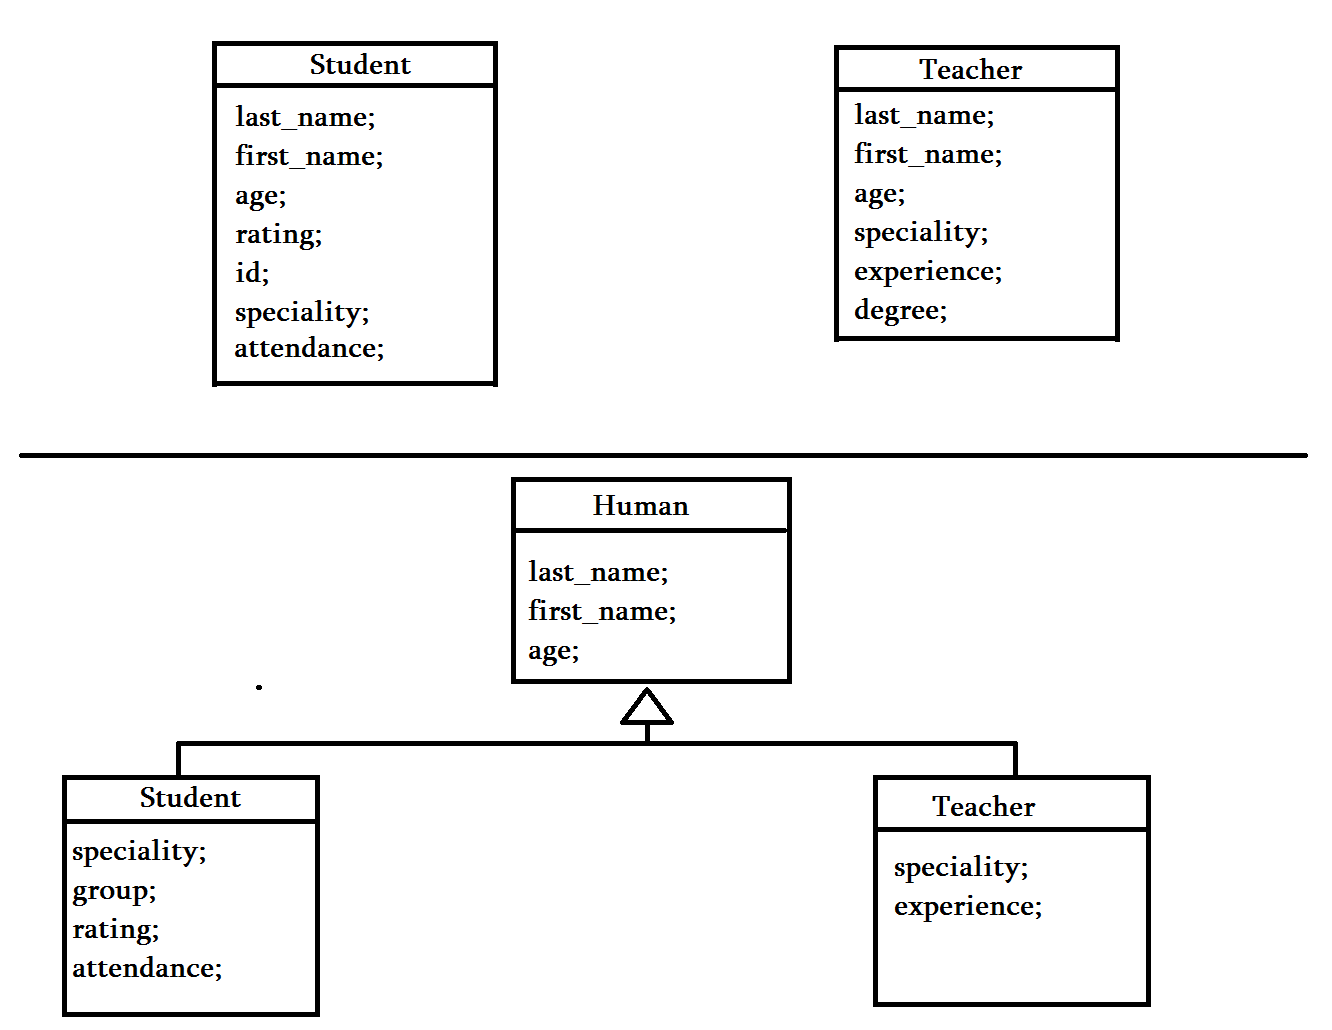 Student
last_name;
first_name;
age;
rating;
id;
speciality;
attendance;
Teacher
last_name;
first_name;
age;
speciality;
experience;
degree;
Human
last_name;
first_name;
age;
Student
speciality;
group;
rating;
attendance;
Teacher
speciality;
experience;